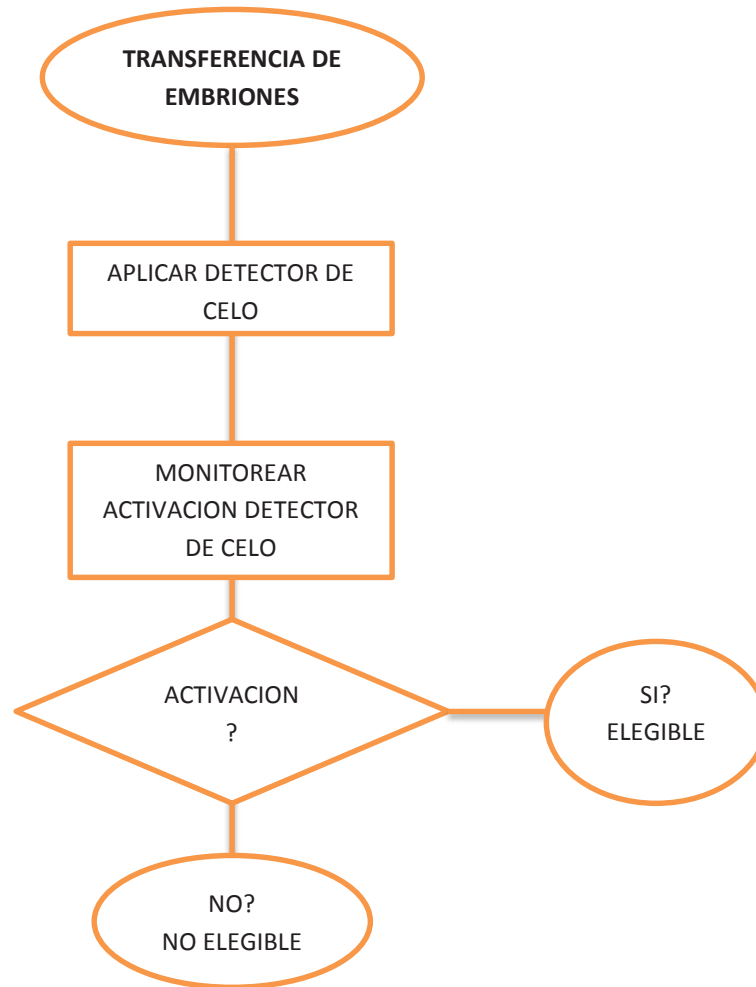 TRANSFERENCIA DE
EMBRIONES
APLICAR DETECTOR DE
CELO
MONITOREAR
ACTIVACION DETECTOR
DE CELO
ACTIVACION
?
SI?
ELEGIBLE
NO?
NO ELEGIBLE